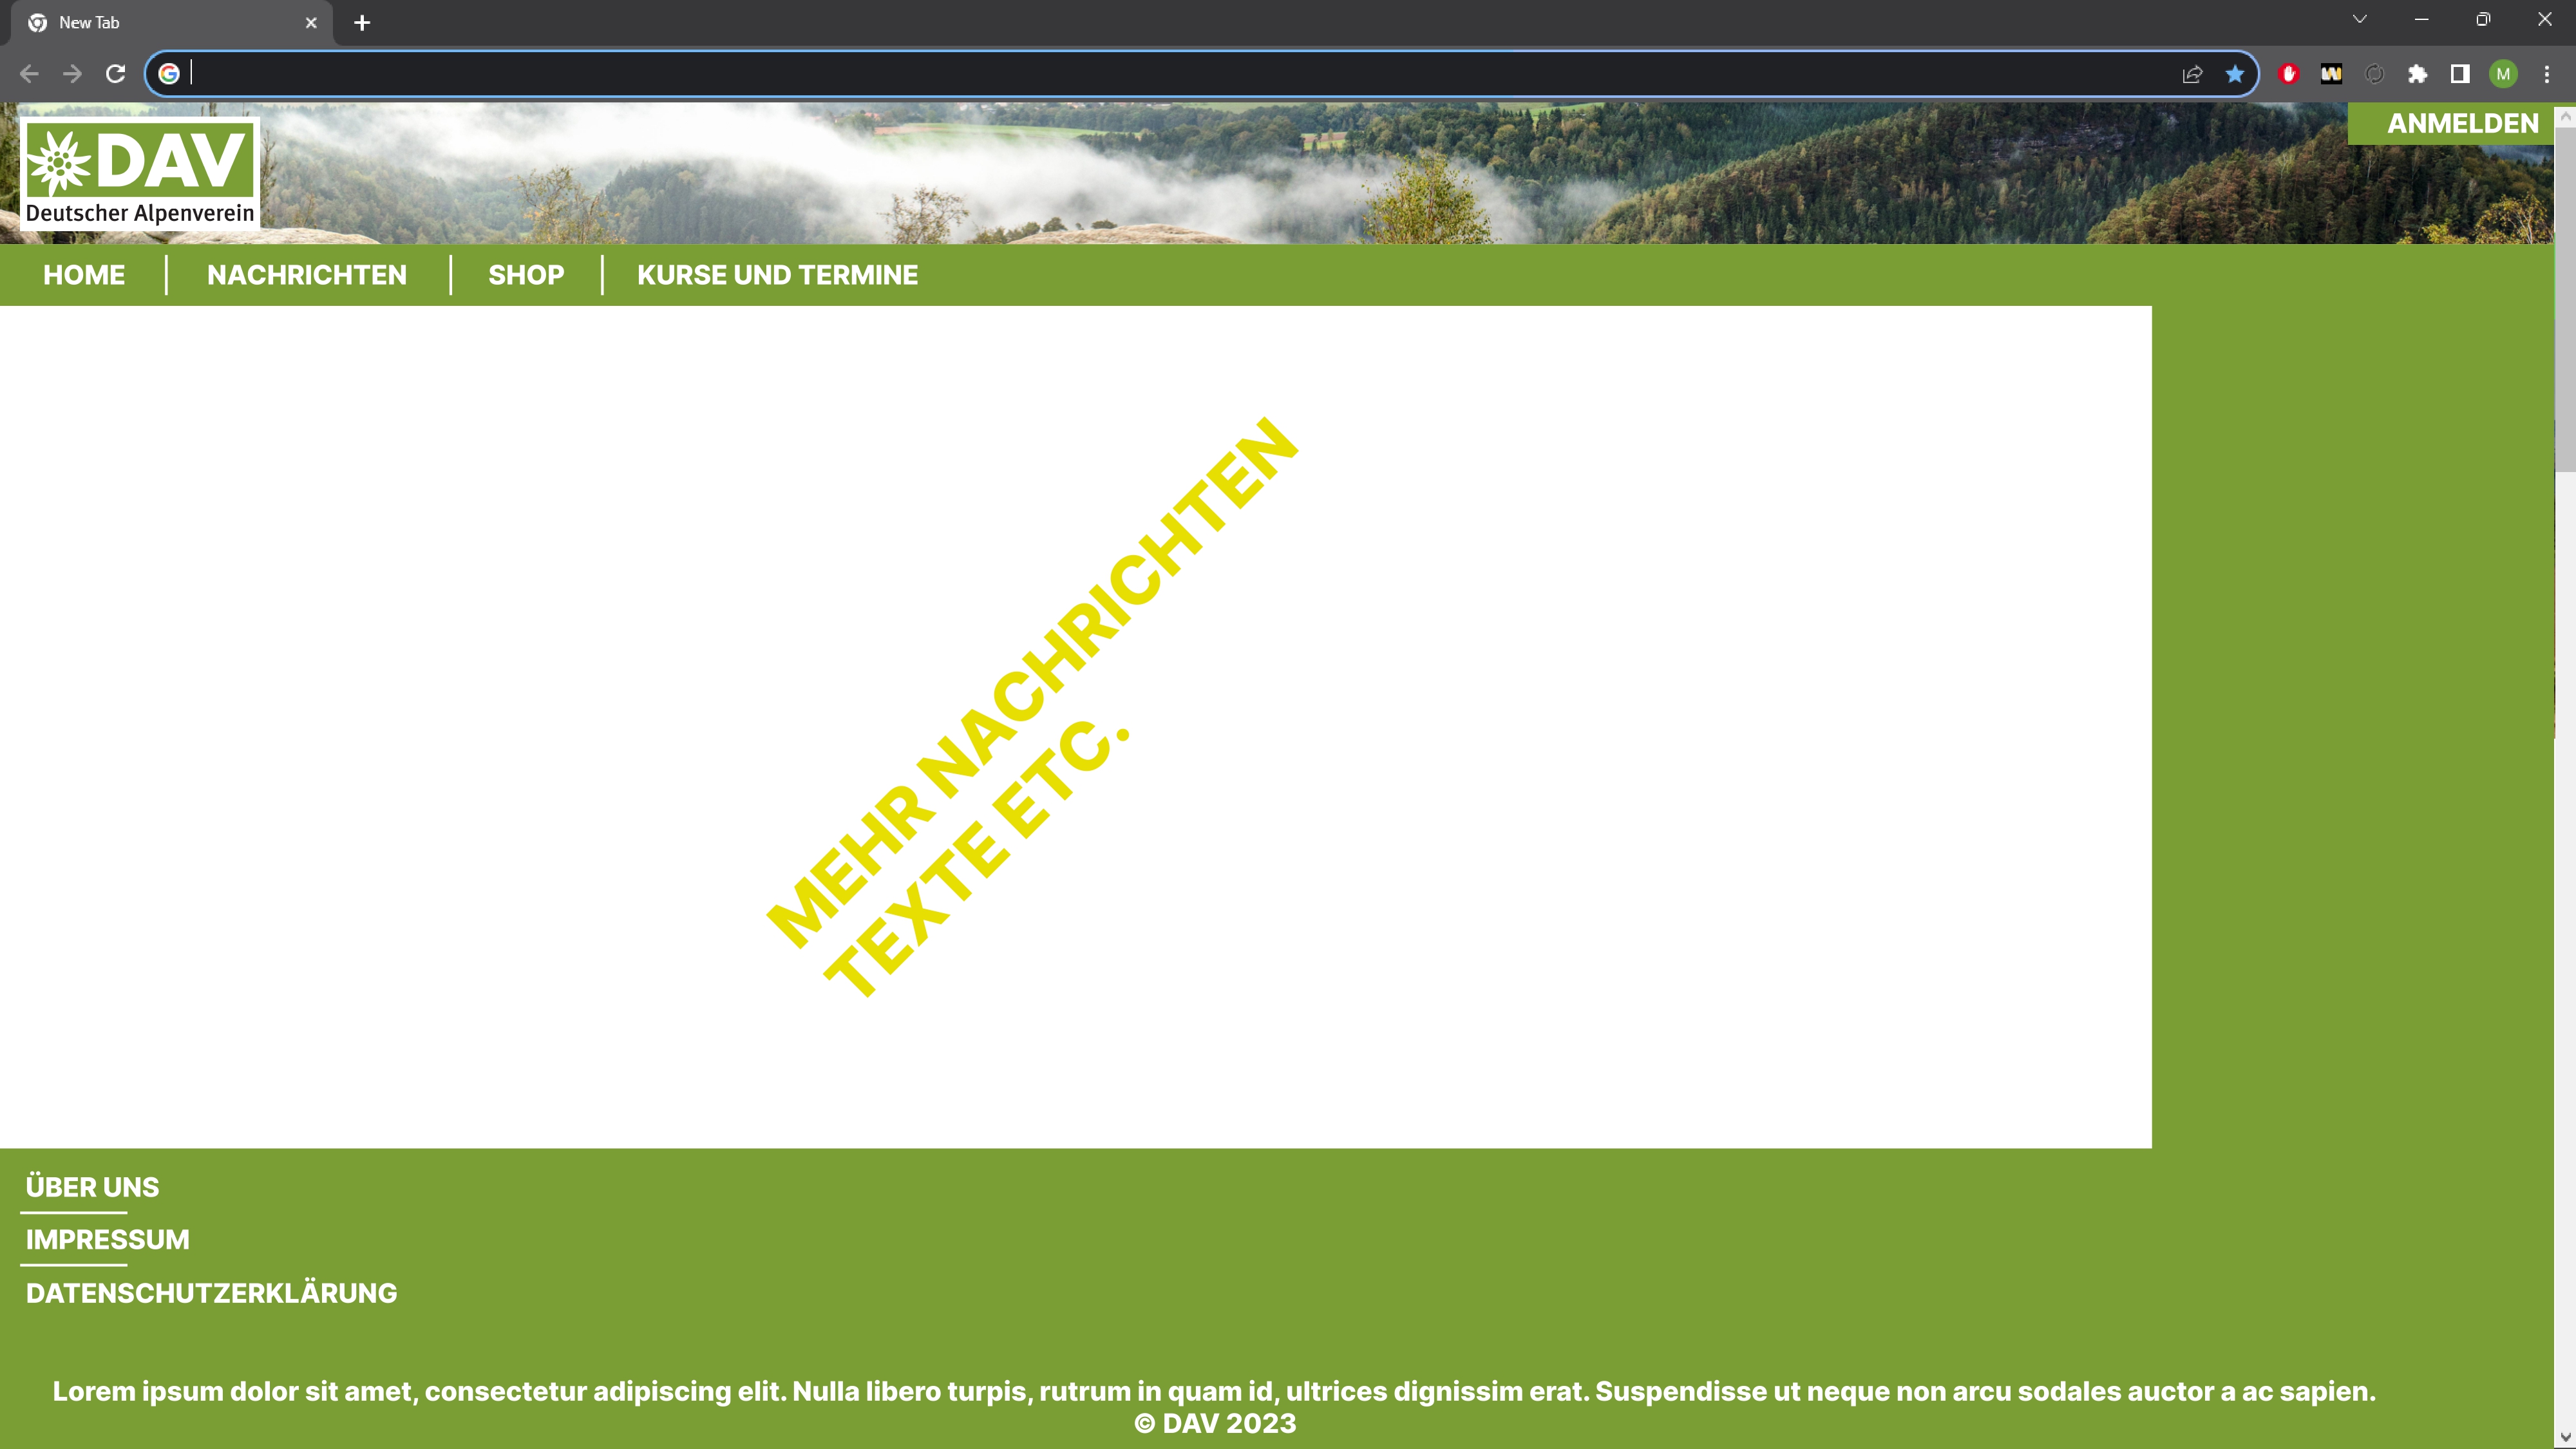 New Tab
M
DAV
Deutscher Alpenverein
ANMELDEN
HOME
NACHRICHTEN
SHOP
KURSE UND TERMINE
MEHR NACHRICHTEN
TEXTE ETC.
ÜBER UNS
IMPRESSUM
DATENSCHUTZERKLÄRUNG
Lorem ipsum dolor sit amet, consectetur adipiscing elit. Nulla libero turpis, rutrum in quam id, ultrices dignissim erat. Suspendisse ut neque non arcu sodales auctor a ac sapien.
© DAV 2023